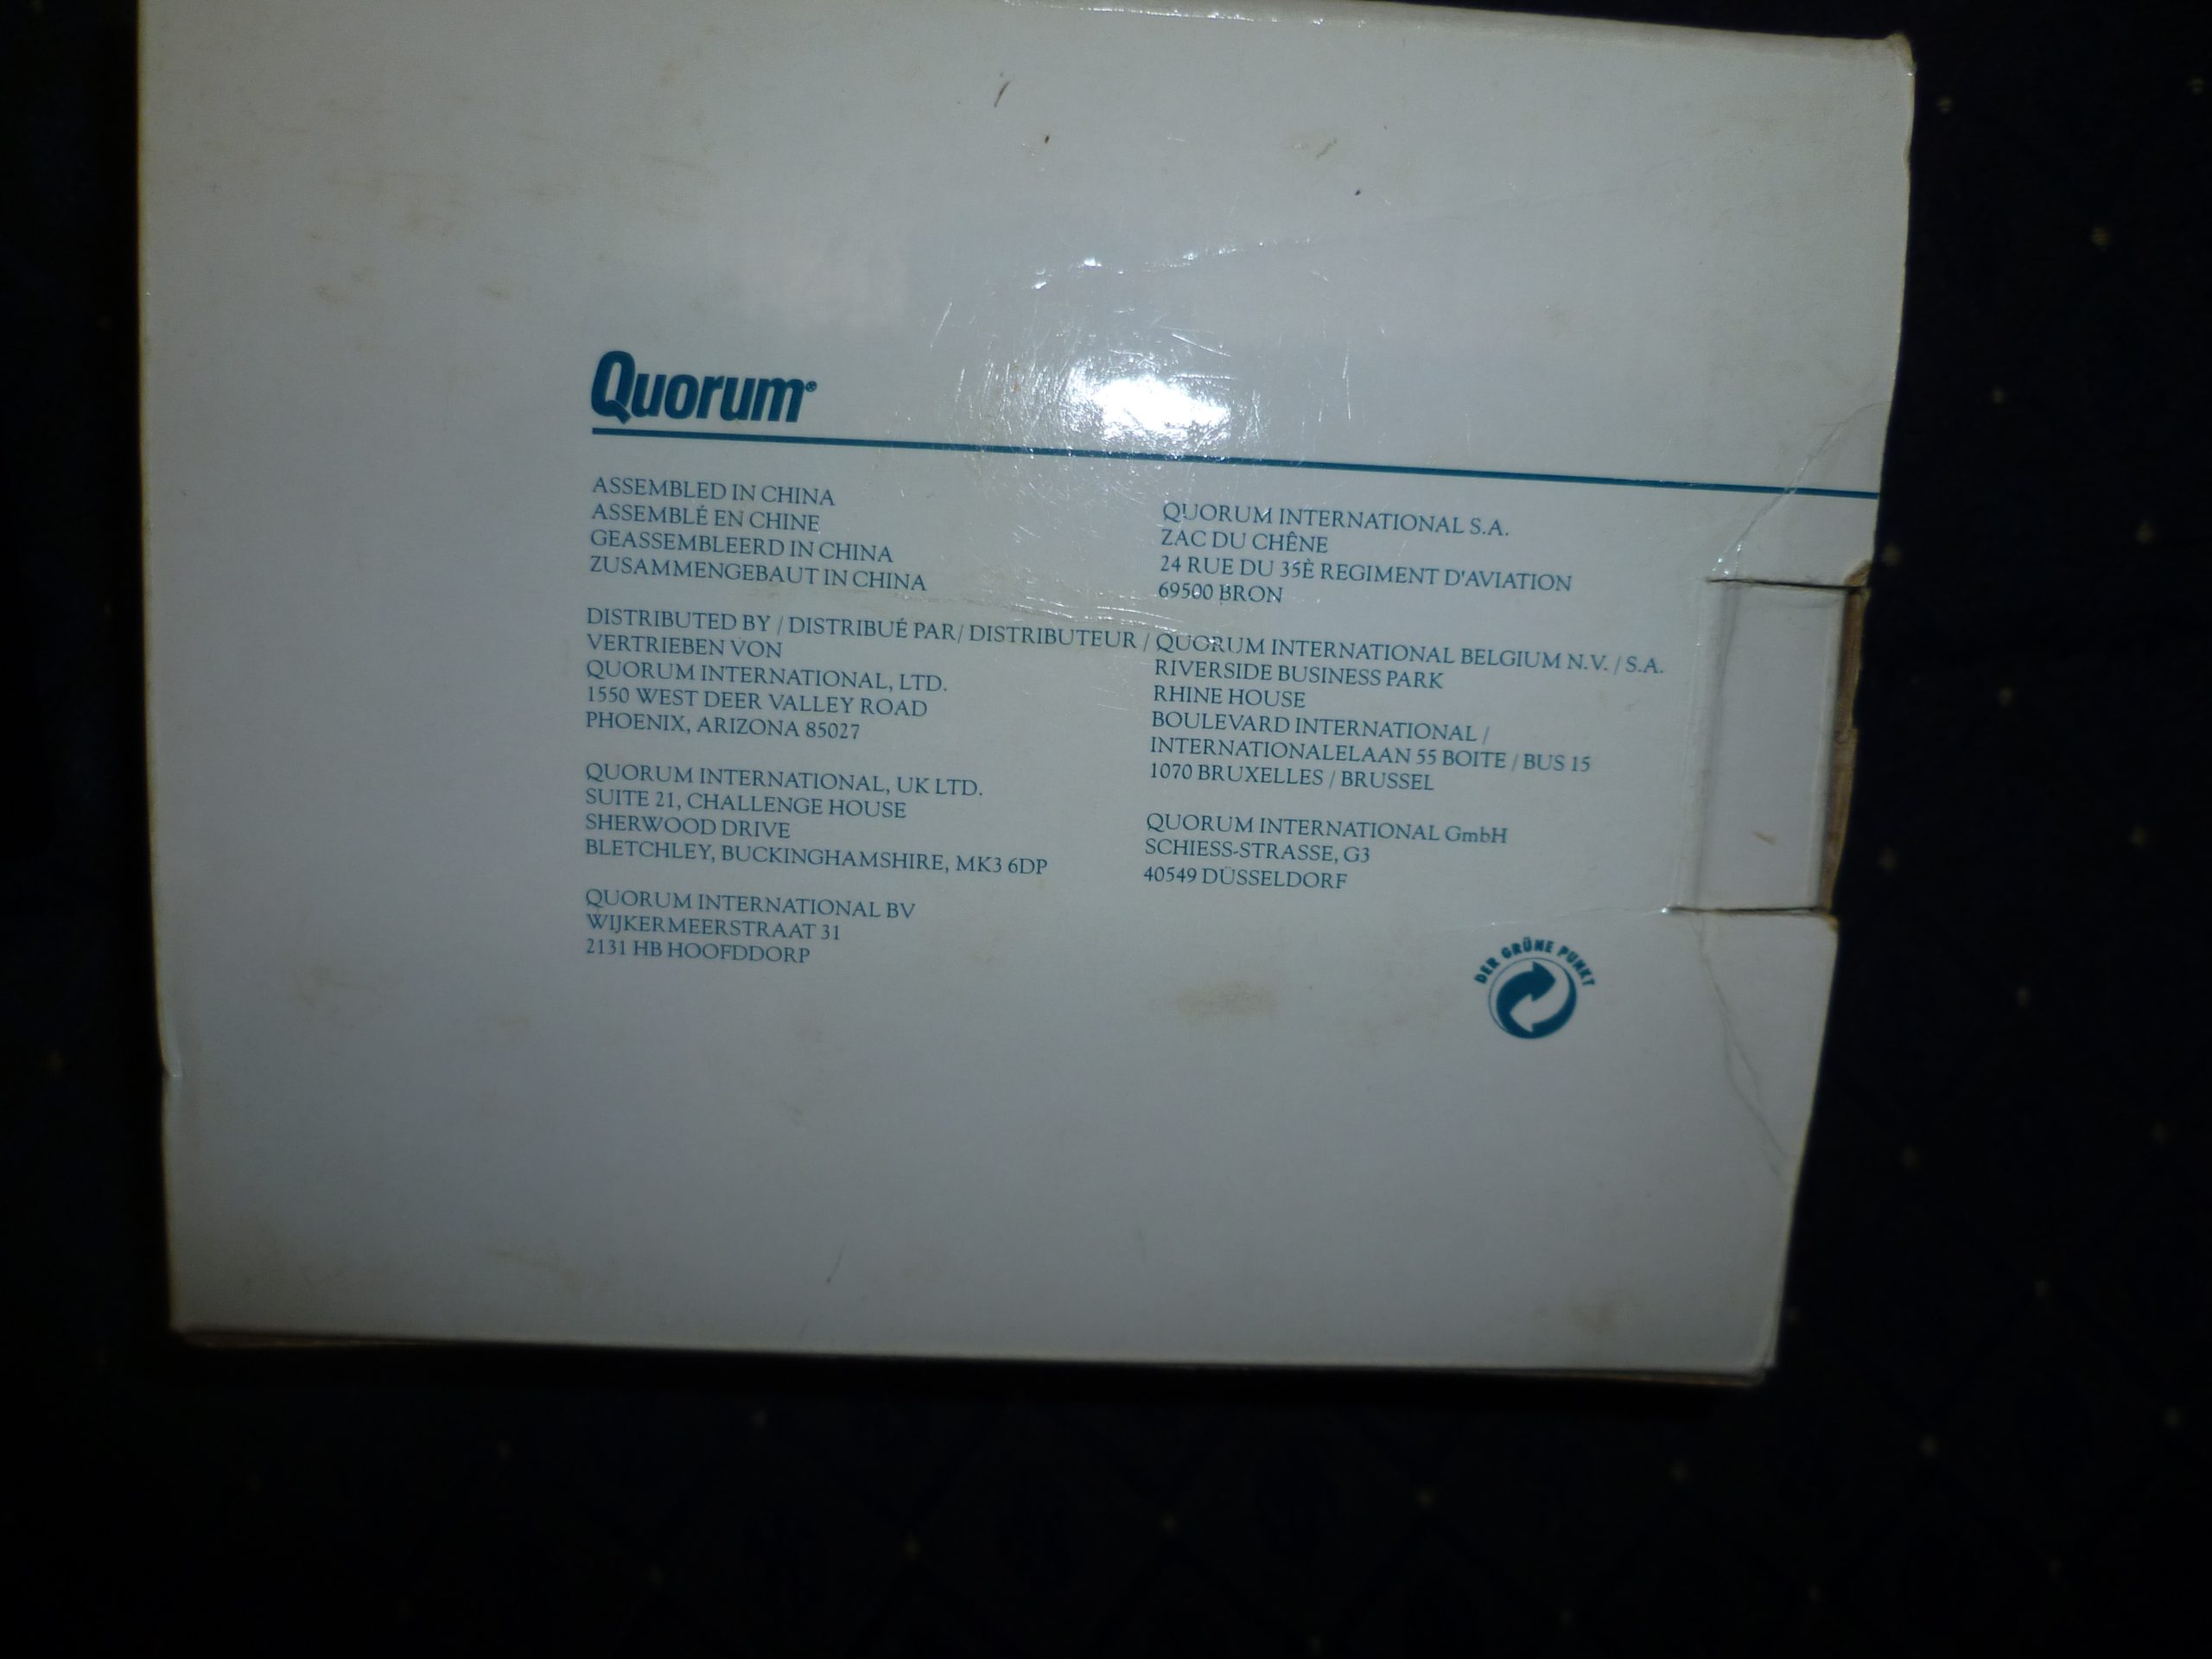 Quorum®
ASSEMBLED IN CHINA
ASSEMBLÉ EN CHINE
GEASSEMBLEERD IN CHINA
ZUSAMMENGEBAUT IN CHINA
DISTRIBUTED BY / DISTRIBUÉ PAR/ DISTRIBUTEUR /
VERTRIEBEN VON
QUORUM INTERNATIONAL, LTD.
1550 WEST DEER VALLEY ROAD
PHOENIX, ARIZONA 85027
QUORUM INTERNATIONAL, UK LTD.
SUITE 21, CHALLENGE HOUSE
SHERWOOD DRIVE
BLETCHLEY, BUCKINGHAMSHIRE, MK3 6DP
QUORUM INTERNATIONAL BV
WIJKERMEERSTRAAT 31
2131 HB HOOFDDORP
QUORUM INTERNATIONAL S.A.
ZAC DU CHÊNE
24 RUE DU 35È REGIMENT D'AVIATION
69500 BRON
QUORUM INTERNATIONAL BELGIUM N.V. / S.A.
RIVERSIDE BUSINESS PARK
RHINE HOUSE
BOULEVARD INTERNATIONAL /
INTERNATIONALELAAN 55 BOITE / BUS 15
1070 BRUXELLES / BRUSSEL
QUORUM INTERNATIONAL GmbH
SCHIESS-STRASSE, G3
40549 DÜSSELDORF
DER GRÜNE PUNKT